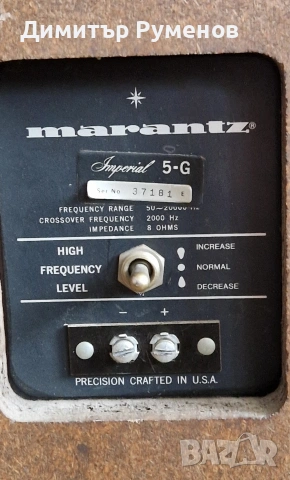 Димитър Руменов
marantz®
Imperial 5-G
Ser. No. 37181
FREQUENCY RANGE 50—20000 Hz
CROSSOVER FREQUENCY 2000 Hz
IMPEDANCE 8 OHMS
HIGH FREQUENCY LEVEL
INCREASE
NORMAL
DECREASE
− +
PRECISION CRAFTED IN U.S.A.
BAZAR